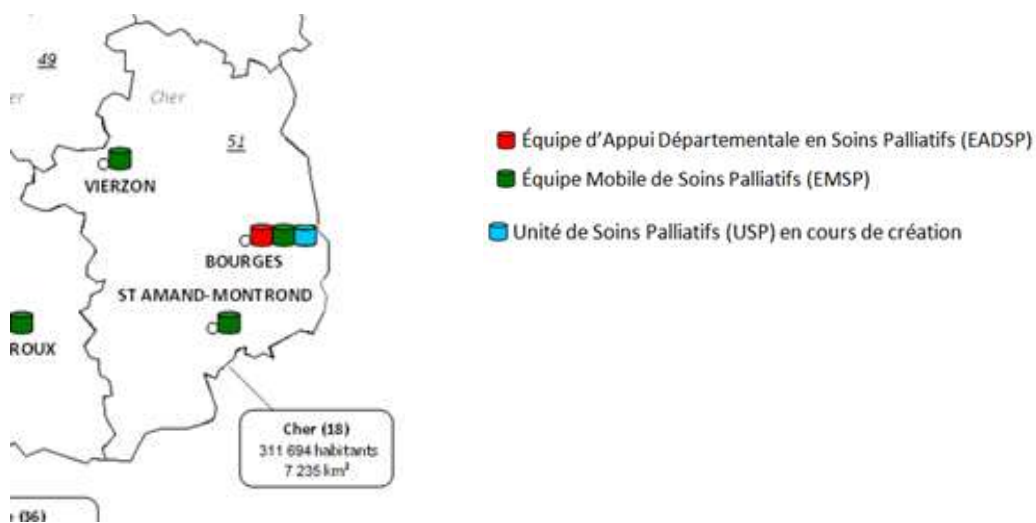 49
er
Cher
51
VIERZON
BOURGES
ST AMAND-MONTROND
ROUX
Cher (18)
311 694 habitants
7 235 km²
(36)
Équipe d'Appui Départementale en Soins Palliatifs (EADSP)
Équipe Mobile de Soins Palliatifs (EMSP)
Unité de Soins Palliatifs (USP) en cours de création